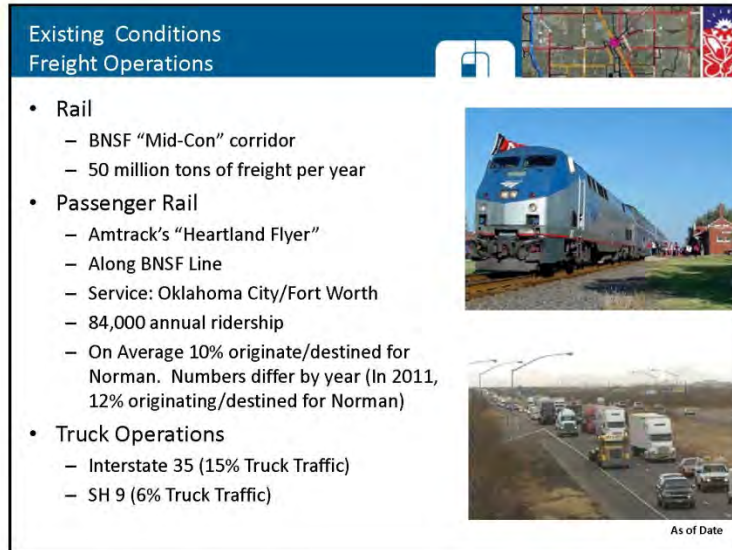 Existing Conditions
Freight Operations
• Rail
– BNSF “Mid-Con” corridor
– 50 million tons of freight per year
• Passenger Rail
– Amtrack’s “Heartland Flyer”
– Along BNSF Line
– Service: Oklahoma City/Fort Worth
– 84,000 annual ridership
– On Average 10% originate/destined for
Norman. Numbers differ by year (In 2011,
12% originating/destined for Norman)
• Truck Operations
– Interstate 35 (15% Truck Traffic)
– SH 9 (6% Truck Traffic)
As of Date